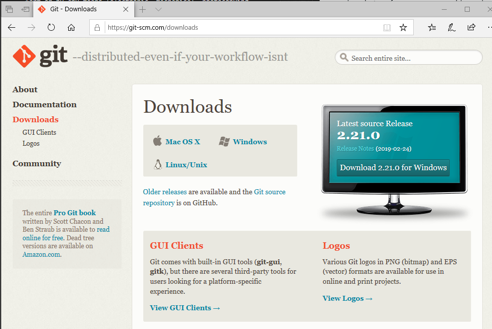 Git - Downloads
https://git-scm.com/downloads
git --distributed-even-if-your-workflow-isnt
Search entire site...
About
Documentation
Downloads
GUI Clients
Logos
Community
The entire Pro Git book
written by Scott Chacon and
Ben Straub is available to read
online for free. Dead tree
versions are available on
Amazon.com.
Downloads
Mac OS X
Windows
Linux/Unix
Older releases are available and the Git source
repository is on GitHub.
Latest source Release
2.21.0
Release Notes (2019-02-24)
Download 2.21.0 for Windows
GUI Clients
Git comes with built-in GUI tools (git-gui,
gitk), but there are several third-party tools for
users looking for a platform-specific
experience.
View GUI Clients →
Logos
Various Git logos in PNG (bitmap) and EPS
(vector) formats are available for use in
online and print projects.
View Logos →